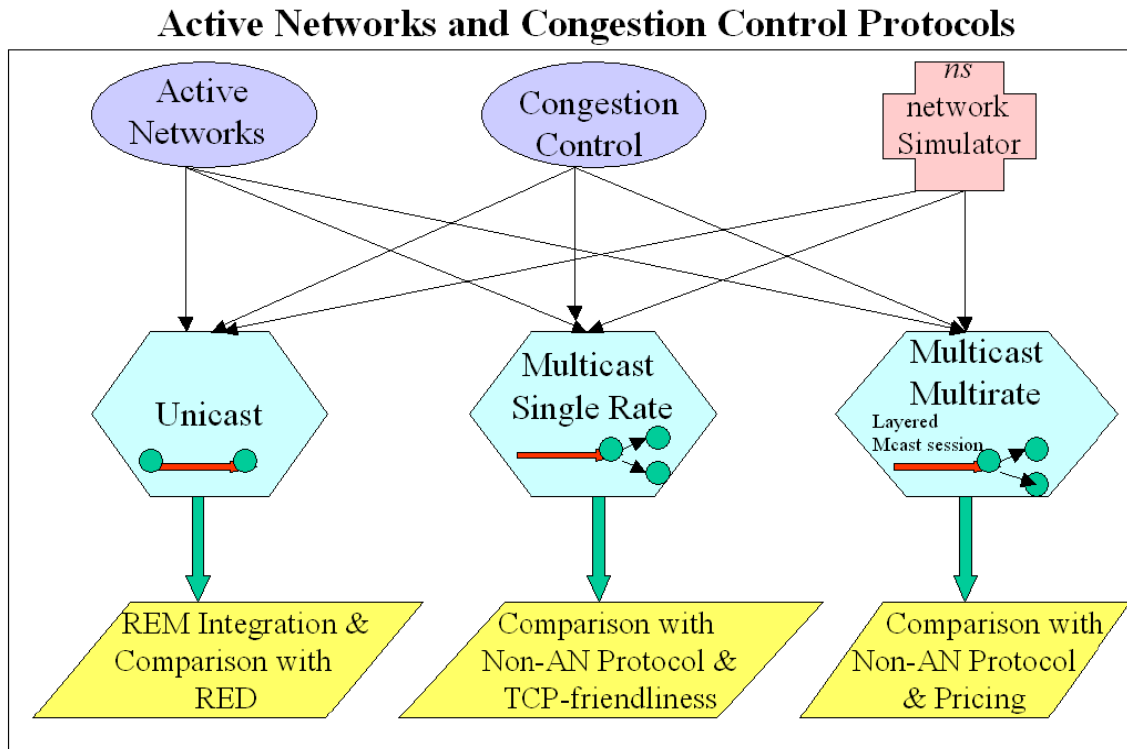 Active Networks and Congestion Control Protocols
Active
Networks
Congestion
Control
ns
network
Simulator
Unicast
Multicast
Single Rate
Multicast
Multirate
Layered
Mcast session
REM Integration &
Comparison with
RED
Comparison with
Non-AN Protocol &
TCP-friendliness
Comparison with
Non-AN Protocol
& Pricing